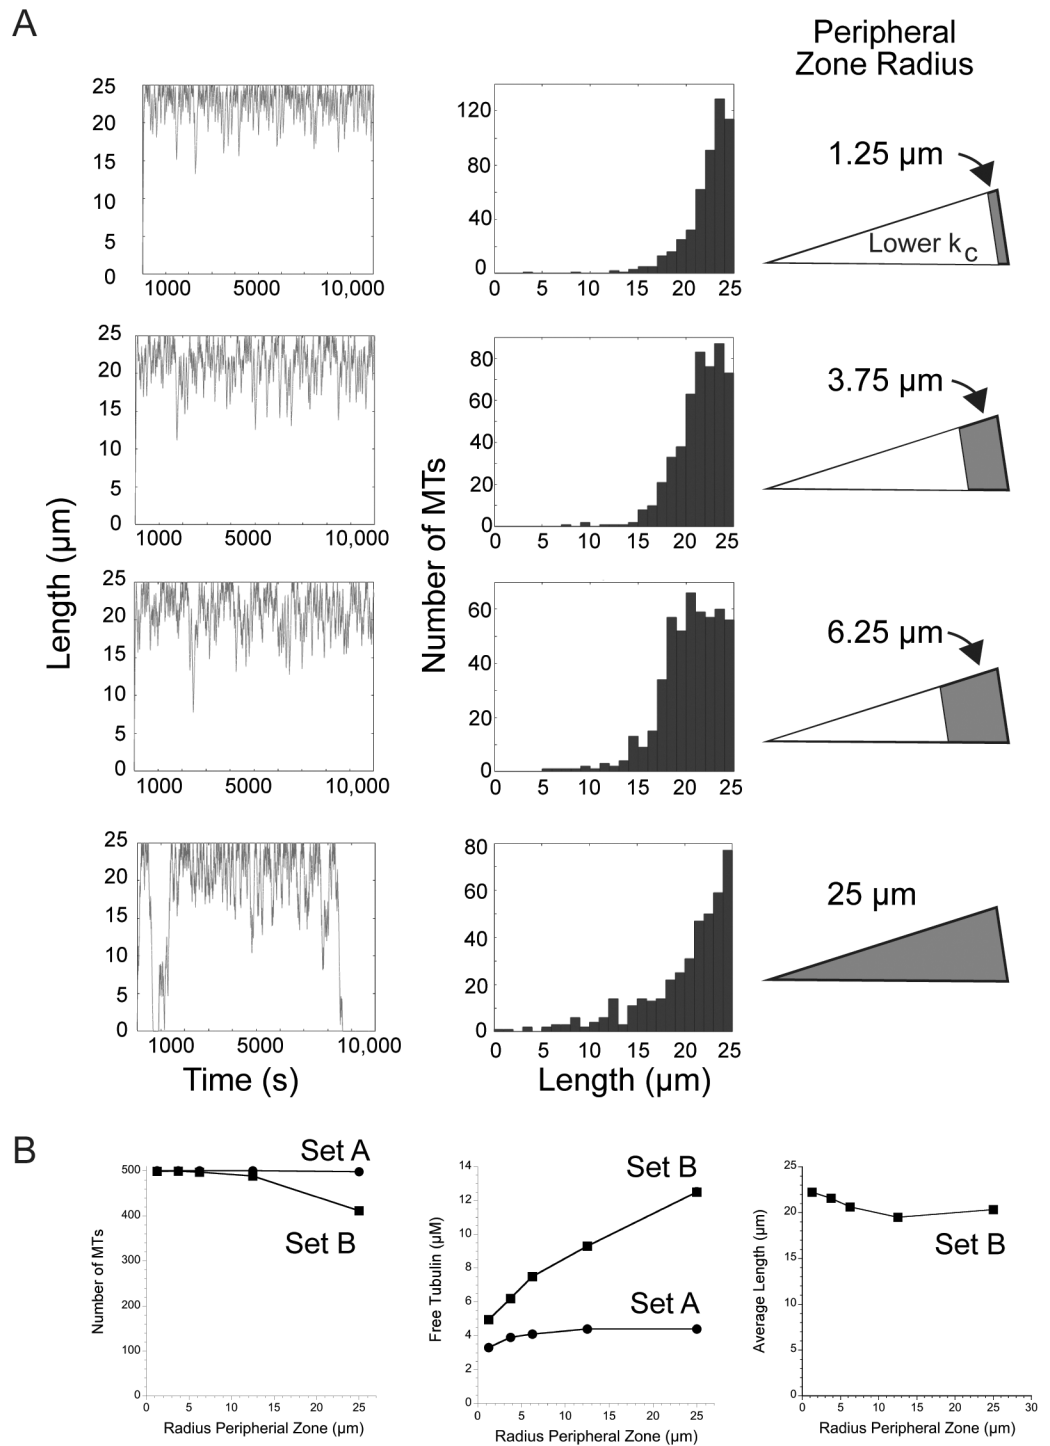 A
Peripheral
Zone Radius
Length (µm)
25
20
15
10
5
0
1000 5000 10,000
Number of MTs
120
80
40
0
0 5 10 15 20 25
1.25 µm
Lower kc
25
20
15
10
5
0
1000 5000 10,000
80
60
40
20
0
0 5 10 15 20 25
3.75 µm
25
20
15
10
5
0
1000 5000 10,000
60
40
20
0
0 5 10 15 20 25
6.25 µm
25
20
15
10
5
0
1000 5000 10,000
Time (s)
80
60
40
20
0
0 5 10 15 20 25
Length (µm)
25 µm
B
Number of MTs
500
400
300
200
100
0
0 5 10 15 20 25
Radius Peripherial Zone (µm)
Set A
Set B
Free Tubulin (µM)
14
12
10
8
6
4
2
0
0 5 10 15 20 25
Radius Peripheral Zone (µm)
Set B
Set A
Average Length (µm)
25
20
15
10
5
0
0 5 10 15 20 25 30
Radius Peripheral Zone (µm)
Set B